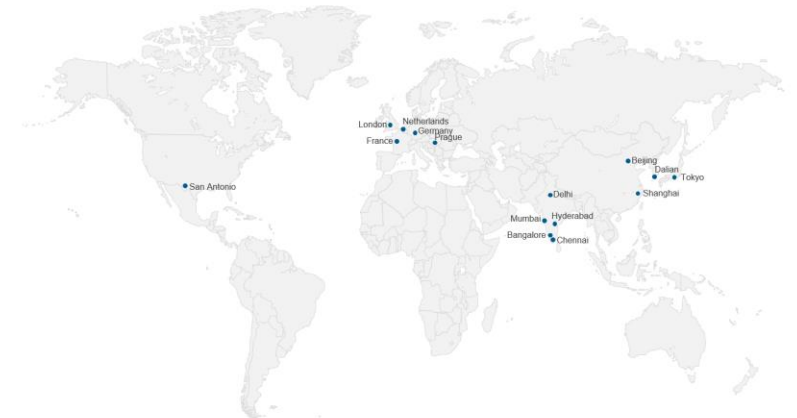 London
Netherlands
Germany
Prague
France
Beijing
Dalian
Tokyo
San Antonio
Delhi
Shanghai
Mumbai
Hyderabad
Bangalore
Chennai